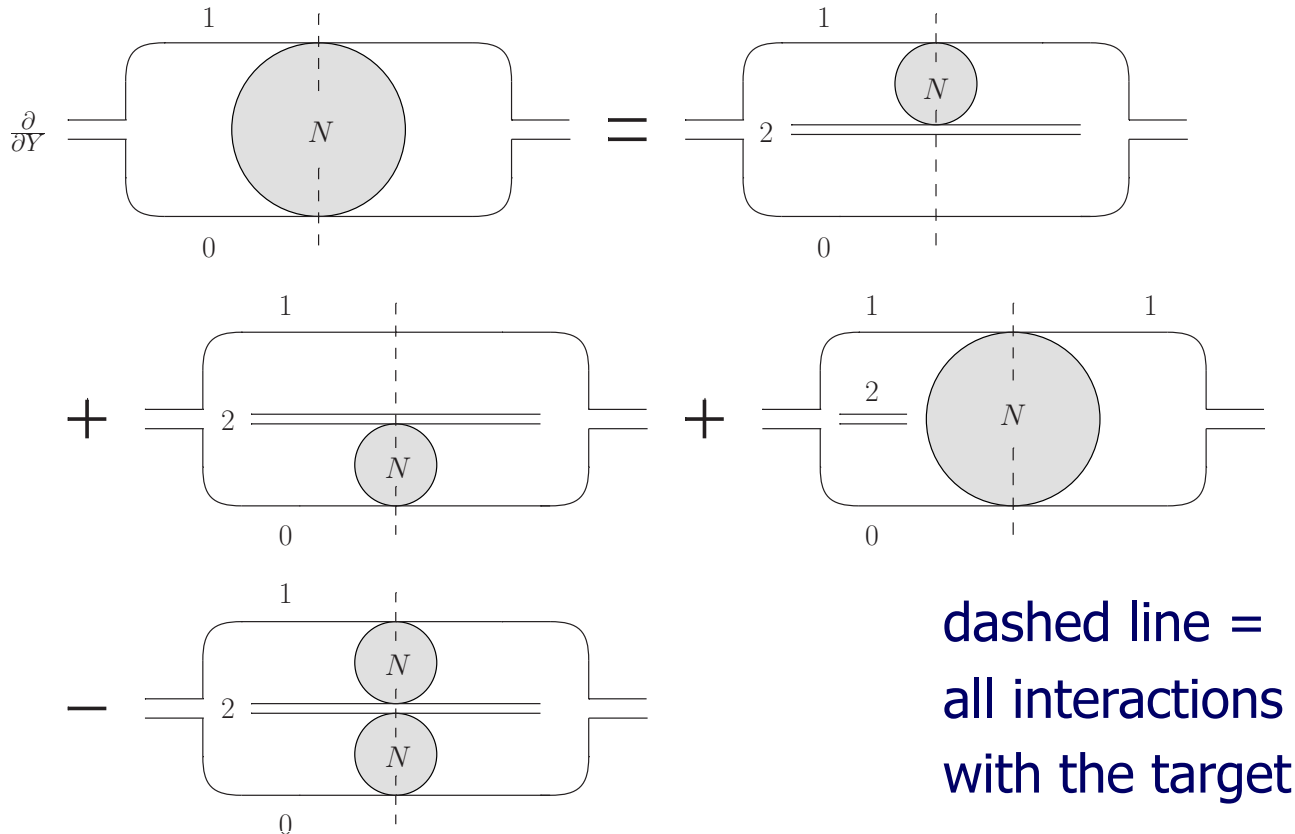 1
∂/∂Y N = N
2
0
1
2
0
1
+ N
2
0
+ N
1 1
2
0
− N
N
1
2
0
dashed line =
all interactions
with the target